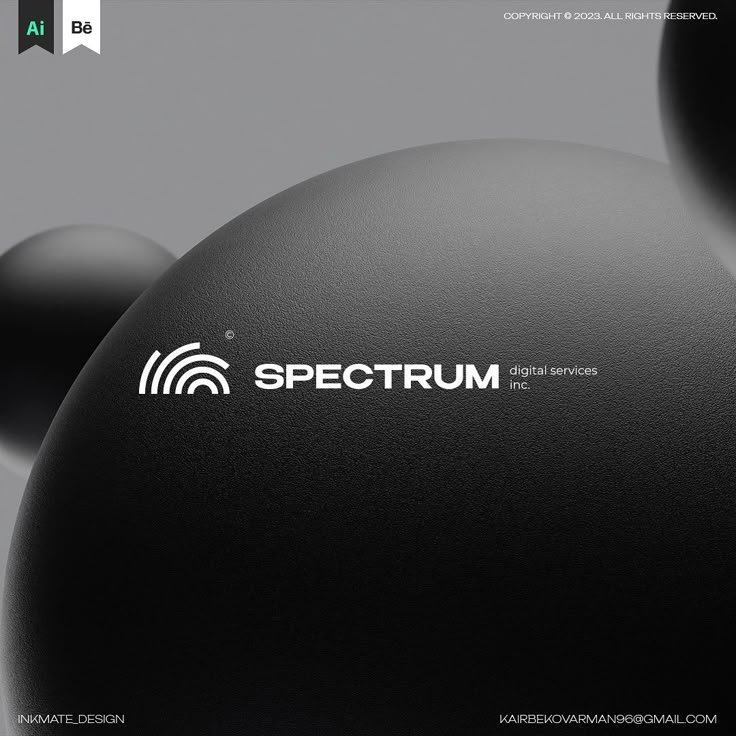 Ai
Bē
COPYRIGHT © 2023. ALL RIGHTS RESERVED.
©
SPECTRUM
digital services
inc.
INKMATE_DESIGN
KAIRBEKOVARMAN96@GMAIL.COM